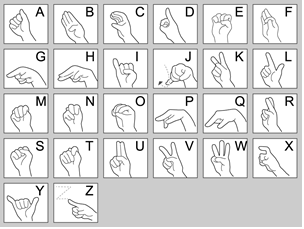 A B C D E F
G H I J K L
M N O P Q R
S T U V W X
Y Z